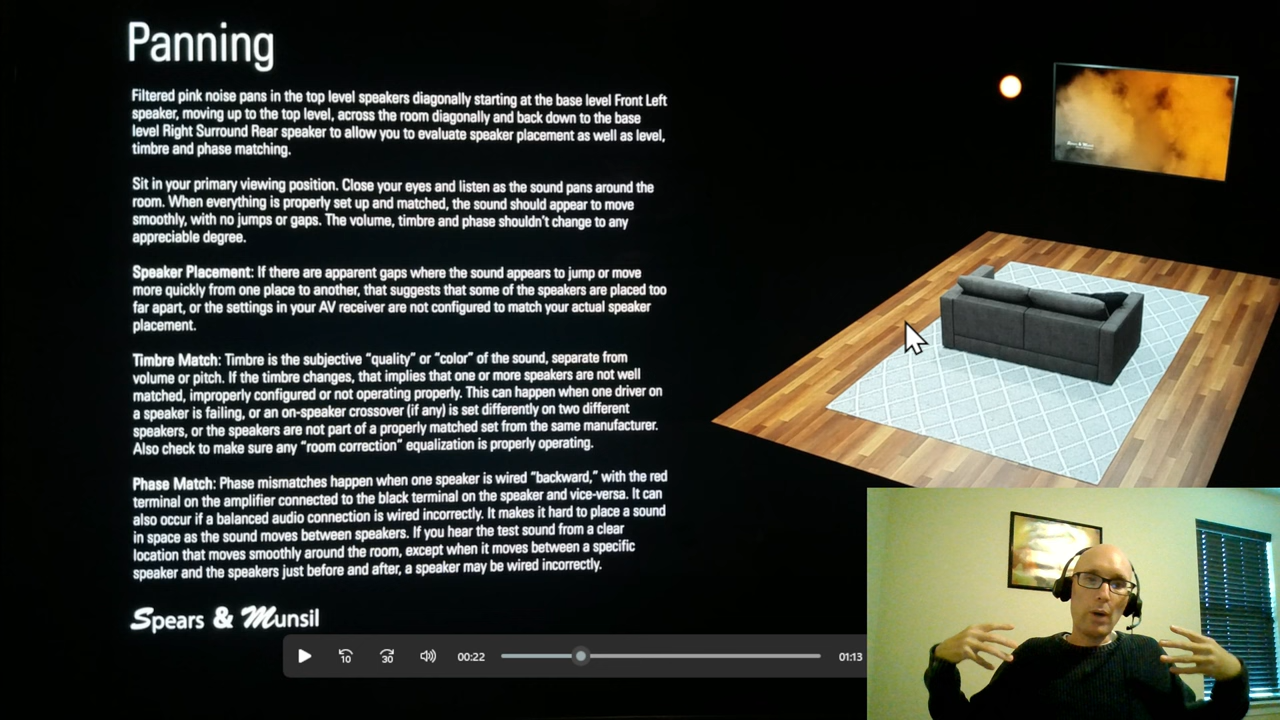 Panning
Filtered pink noise pans in the top level speakers diagonally starting at the base level Front Left
speaker, moving up to the top level, across the room diagonally and back down to the base
level Right Surround Rear speaker to allow you to evaluate speaker placement as well as level,
timbre and phase matching.
Sit in your primary viewing position. Close your eyes and listen as the sound pans around the
room. When everything is properly set up and matched, the sound should appear to move
smoothly, with no jumps or gaps. The volume, timbre and phase shouldn't change to any
appreciable degree.
Speaker Placement: If there are apparent gaps where the sound appears to jump or move
more quickly from one place to another, that suggests that some of the speakers are placed too
far apart, or the settings in your AV receiver are not configured to match your actual speaker
placement.
Timbre Match: Timbre is the subjective “quality” or “color” of the sound, separate from
volume or pitch. If the timbre changes, that implies that one or more speakers are not well
matched, improperly configured or not operating properly. This can happen when one driver on
a speaker is failing, or an on-speaker crossover (if any) is set differently on two different
speakers, or the speakers are not part of a properly matched set from the same manufacturer.
Also check to make sure any “room correction” equalization is properly operating.
Phase Match: Phase mismatches happen when one speaker is wired “backward,” with the red
terminal on the amplifier connected to the black terminal on the speaker and vice-versa. It can
also occur if a balanced audio connection is wired incorrectly. It makes it hard to place a sound
in space as the sound moves between speakers. If you hear the test sound from a clear
location that moves smoothly around the room, except when it moves between a specific
speaker and the speakers just before and after, a speaker may be wired incorrectly.
Spears & Munsil
10
30
00:22
01:13
Spears & Munsil